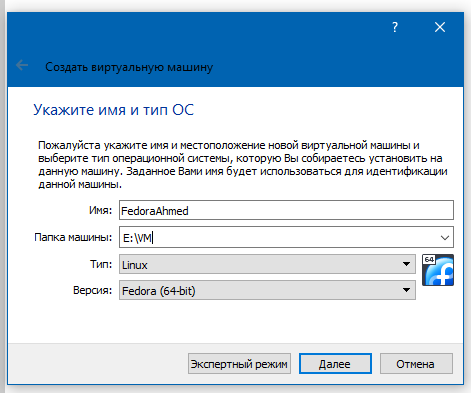 ?
Создать виртуальную машину
Укажите имя и тип ОС
Пожалуйста укажите имя и местоположение новой виртуальной машины и
выберите тип операционной системы, которую Вы собираетесь установить на
данную машину. Заданное Вами имя будет использоваться для идентификации
данной машины.
Имя: FedoraAhmed
Папка машины: E:\VM
Тип: Linux
64
Версия: Fedora (64-bit)
Экспертный режим Далее Отмена